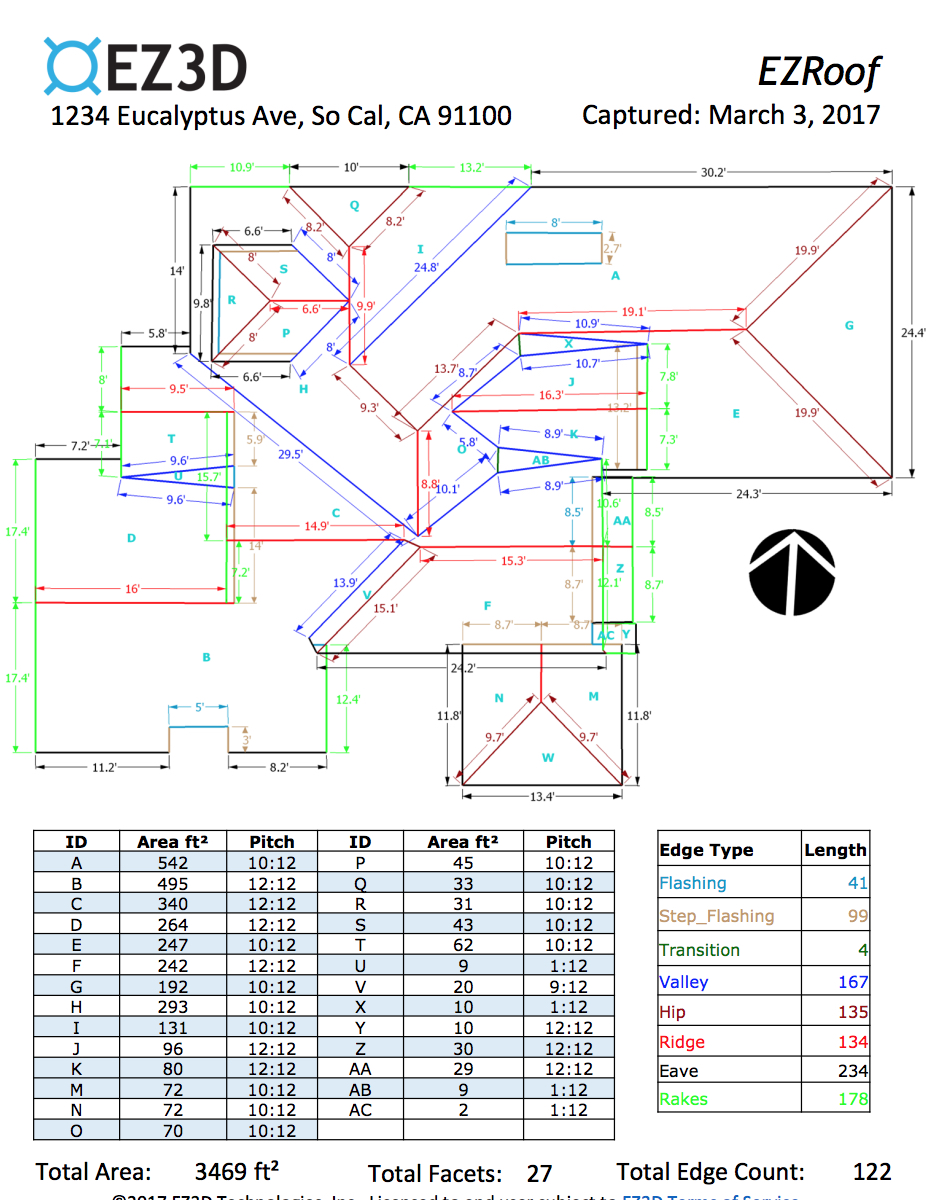 EZ3D
EZRoof
1234 Eucalyptus Ave, So Cal, CA 91100
Captured: March 3, 2017
10.9'
10'
13.2'
30.2'
Q
8.2'
8.2'
6.6'
8'
8'
S
I
24.8'
8'
2.7'
A
19.9'
14'
9.8'
R
6.6'
9.9'
P
8'
8'
6.6'
5.8'
H
19.1'
10.9'
X
10.7'
G
24.4'
8'
9.5'
13.7'
8.7'
J
16.3'
13.2'
7.8'
9.3'
E
19.9'
7.2'
7.1'
T
5.9'
9.6'
U
15.7'
9.6'
29.5'
5.8'
O
8.9'
K
AB
8.9'
7.3'
8.8'
10.1'
24.3'
17.4'
D
C
14.9'
14'
8.5'
10.6'
AA
8.5'
15.3'
7.2'
16'
13.9'
V
15.1'
8.7'
12.1'
Z
8.7'
F
8.7'
8.7'
AC
Y
B
24.2'
17.4'
12.4'
11.8'
N
M
11.8'
5'
3'
9.7'
9.7'
W
11.2'
8.2'
13.4'
ID Area ft² Pitch ID Area ft² Pitch
A 542 10:12 P 45 10:12
B 495 12:12 Q 33 10:12
C 340 12:12 R 31 10:12
D 264 12:12 S 43 10:12
E 247 10:12 T 62 10:12
F 242 12:12 U 9 1:12
G 192 10:12 V 20 9:12
H 293 10:12 X 10 1:12
I 131 10:12 Y 10 12:12
J 96 12:12 Z 30 12:12
K 80 12:12 AA 29 12:12
M 72 10:12 AB 9 1:12
N 72 10:12 AC 2 1:12
O 70 10:12
Edge Type Length
Flashing 41
Step_Flashing 99
Transition 4
Valley 167
Hip 135
Ridge 134
Eave 234
Rakes 178
Total Area: 3469 ft² Total Facets: 27 Total Edge Count: 122
©2017 EZ3D Technologies, Inc. Licensed to end user subject to EZ3D Terms of Service